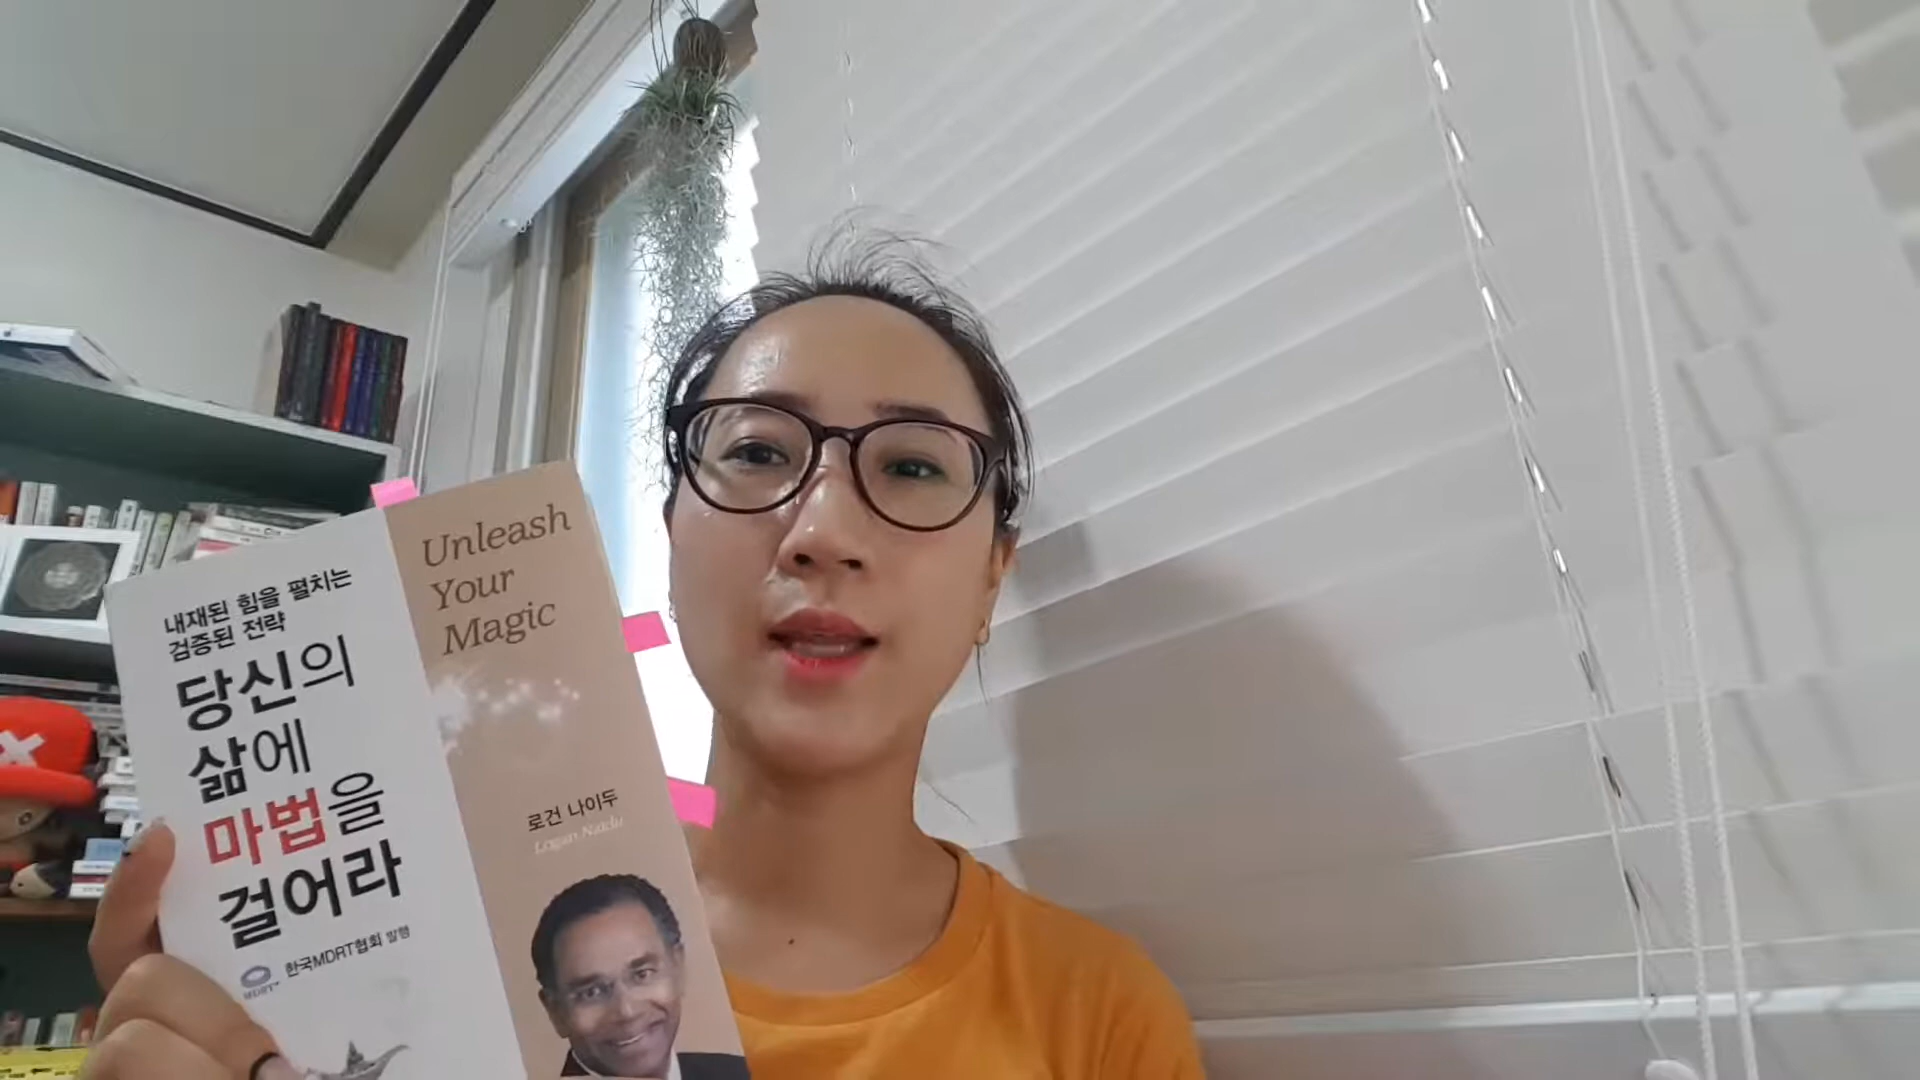 내재된 힘을 펼치는
검증된 전략
당신의
삶에
마법을
걸어라
한국MDRT협회 발행
MDRT
Unleash
Your
Magic
로건 나이두
Logan Naidu